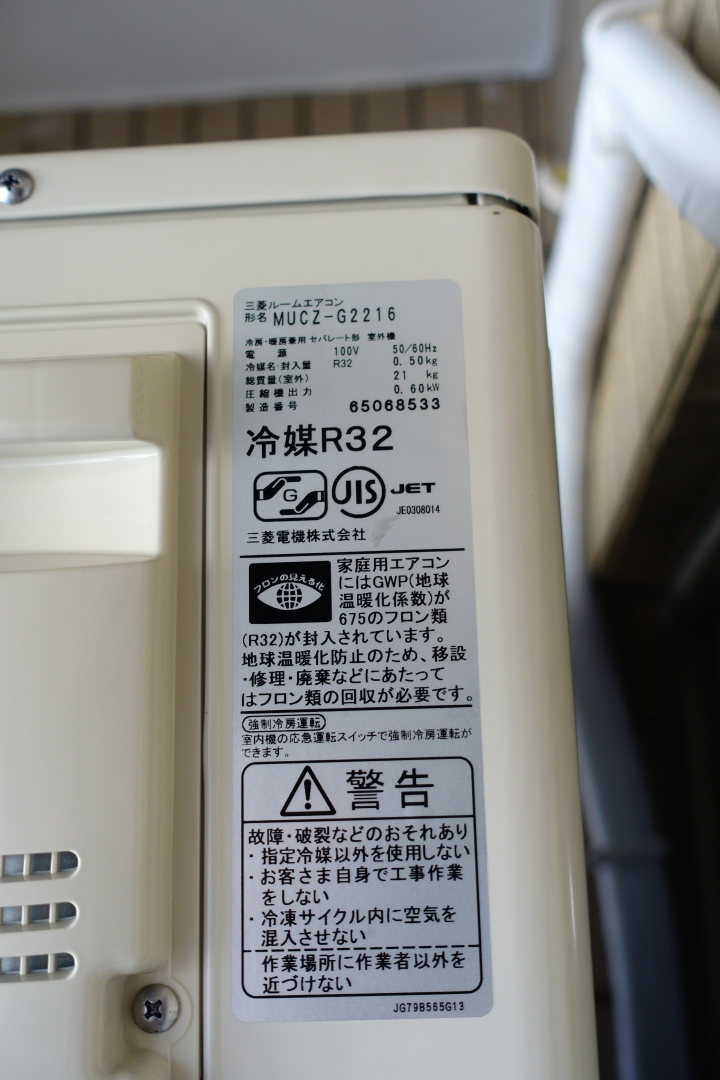 三菱ルームエアコン
形名 MUCZ-G2216
冷房・暖房兼用 セパレート形 室外機
電源 100V 50/60Hz
冷媒名・封入量 R32 0.50kg
総質量(室外) 21 kg
圧縮機出力 0.60kW
製造番号 65068533
冷媒R32
G JIS JET
JE0308014
三菱電機株式会社
フロンの見える化
家庭用エアコン
にはGWP(地球
温暖化係数)が
675のフロン類
(R32)が封入されています。
地球温暖化防止のため、移設
・修理・廃棄などにあたって
はフロン類の回収が必要です。
強制冷房運転
室内機の応急運転スイッチで強制冷房運転が
できます。
警告
故障・破裂などのおそれあり
・指定冷媒以外を使用しない
・お客さま自身で工事作業
をしない
・冷凍サイクル内に空気を
混入させない
作業場所に作業者以外を
近づけない
JG79B565G13